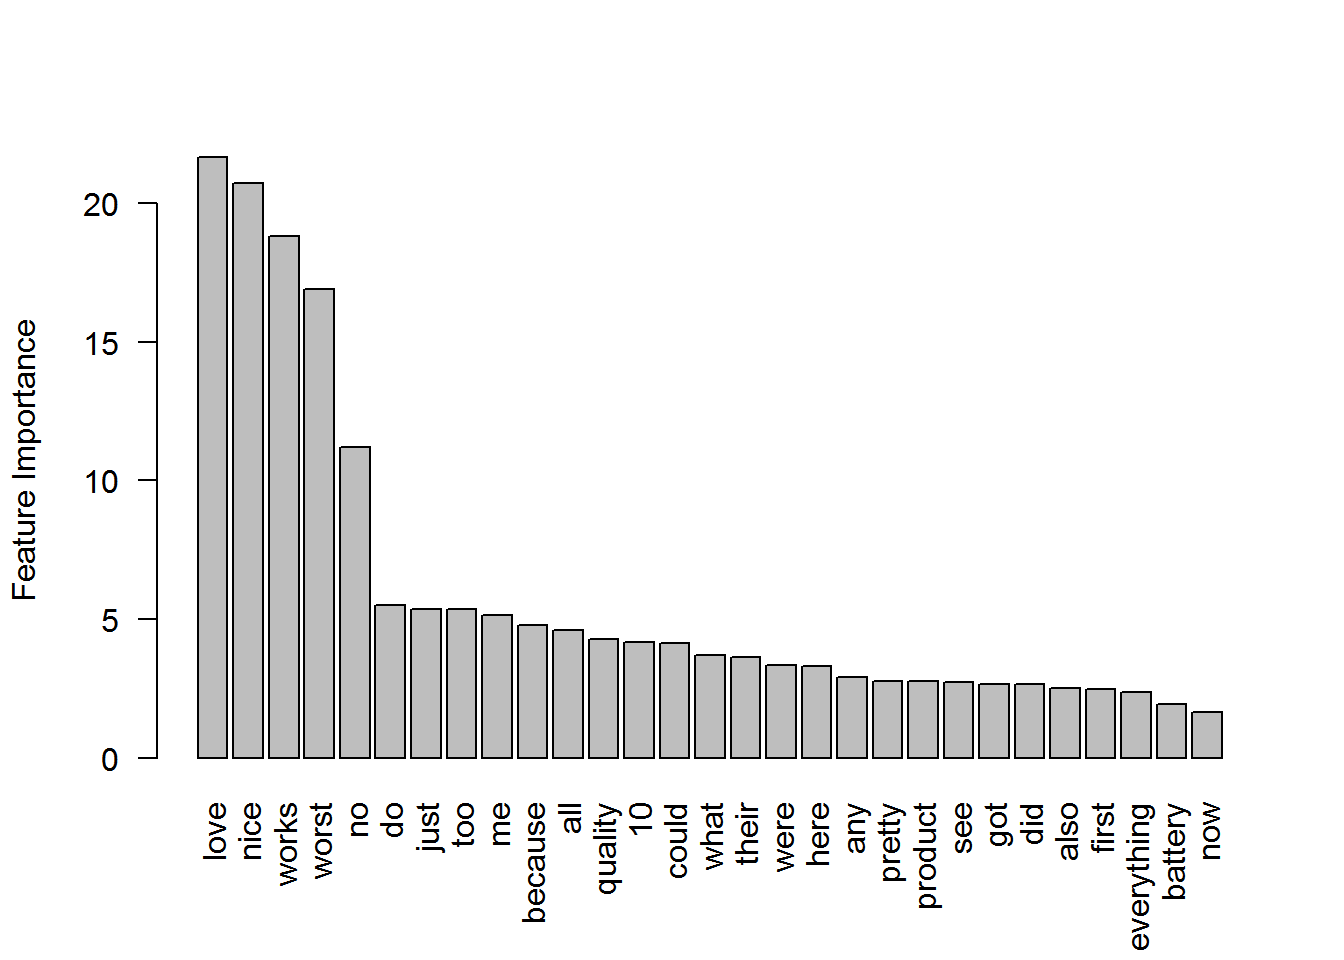 Feature Importance
20
15
10
5
0
love
nice
works
worst
no
do
just
too
me
because
all
quality
10
could
what
their
were
here
any
pretty
product
see
got
did
also
first
everything
battery
now